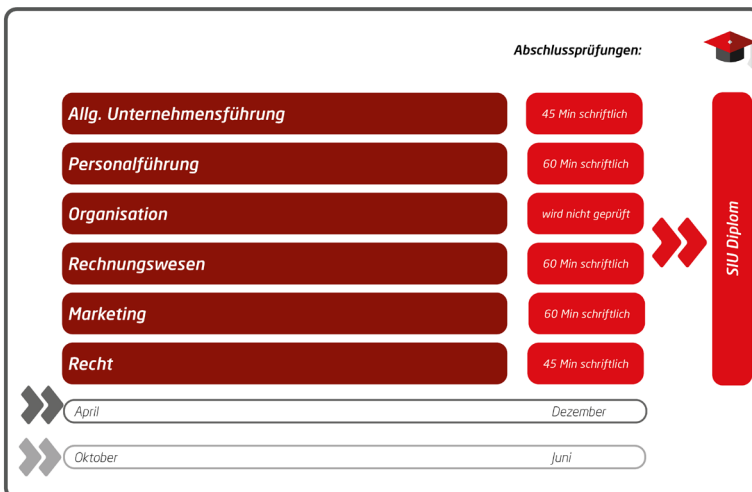 Abschlussprüfungen:
Allg. Unternehmensführung
45 Min schriftlich
Personalführung
60 Min schriftlich
Organisation
wird nicht geprüft
Rechnungswesen
60 Min schriftlich
Marketing
60 Min schriftlich
Recht
45 Min schriftlich
SIU Diplom
April
Dezember
Oktober
Juni